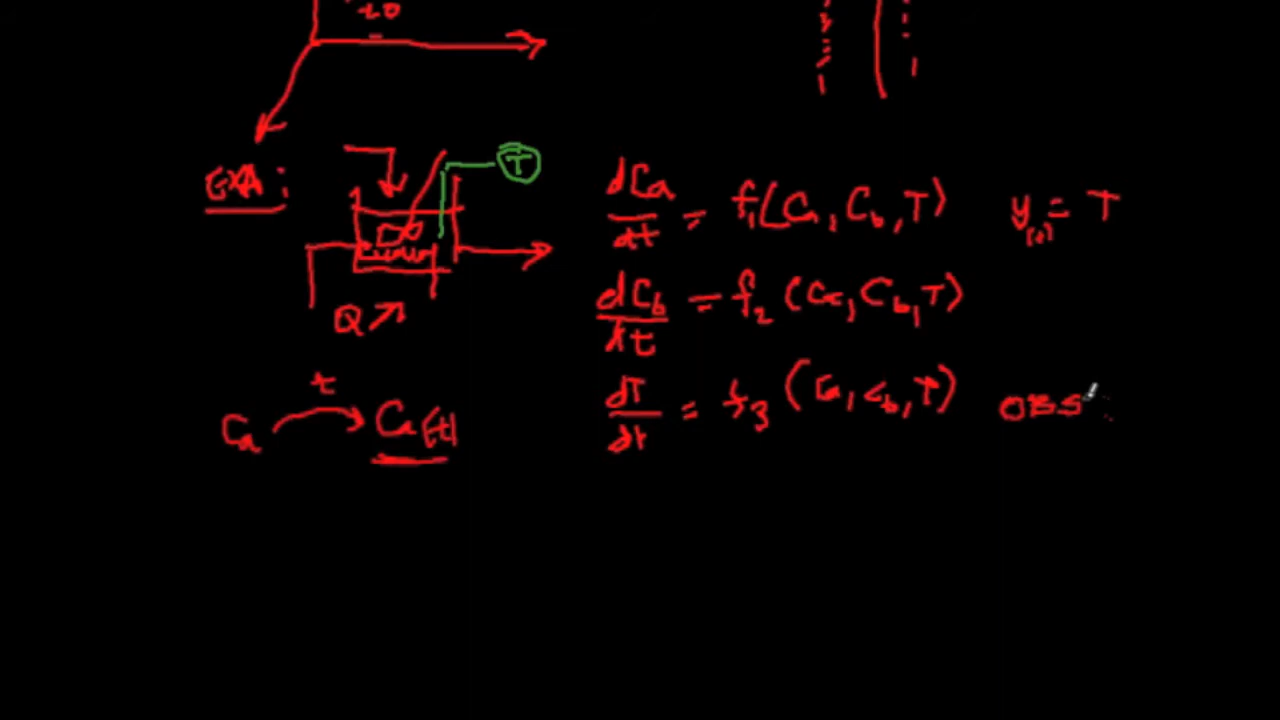 EXA:
T
Q
Ca
t
Ca(t)
dCa/dt = f1(Ca, Cb, T)
y(t) = T
dCb/dt = f2(Ca, Cb, T)
dT/dt = f3(Ca, Cb, T)
OBS